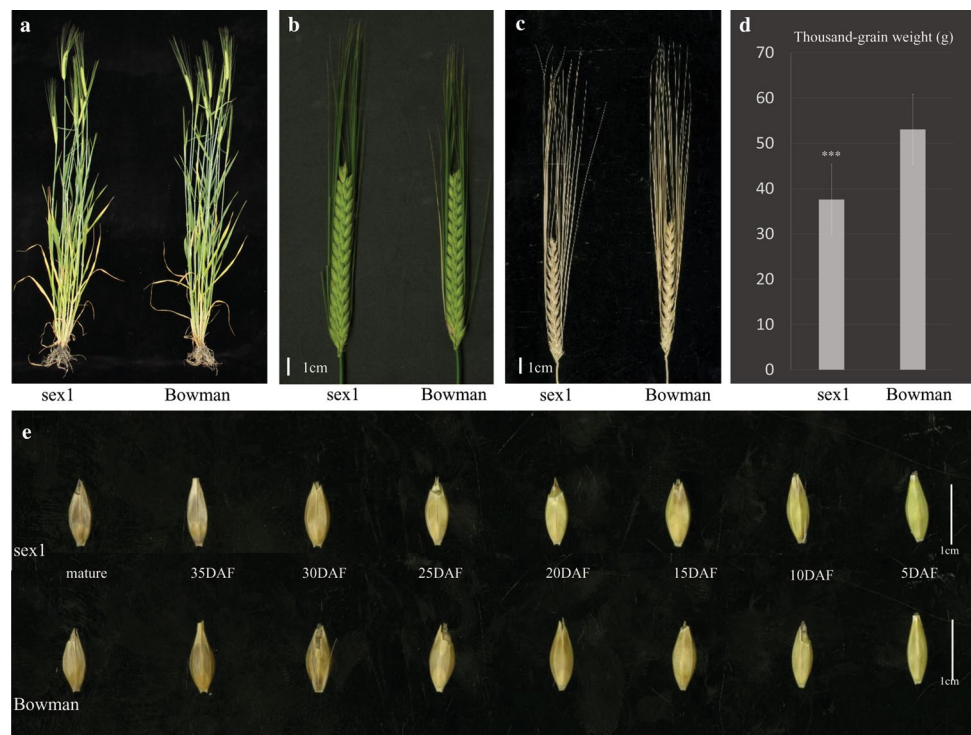 a
b
c
d
Thousand-grain weight (g)
70
60
50
40
30
20
10
0
***
1cm
1cm
sex1 Bowman
sex1 Bowman
sex1 Bowman
sex1 Bowman
e
sex1
1cm
mature 35DAF 30DAF 25DAF 20DAF 15DAF 10DAF 5DAF
1cm
Bowman